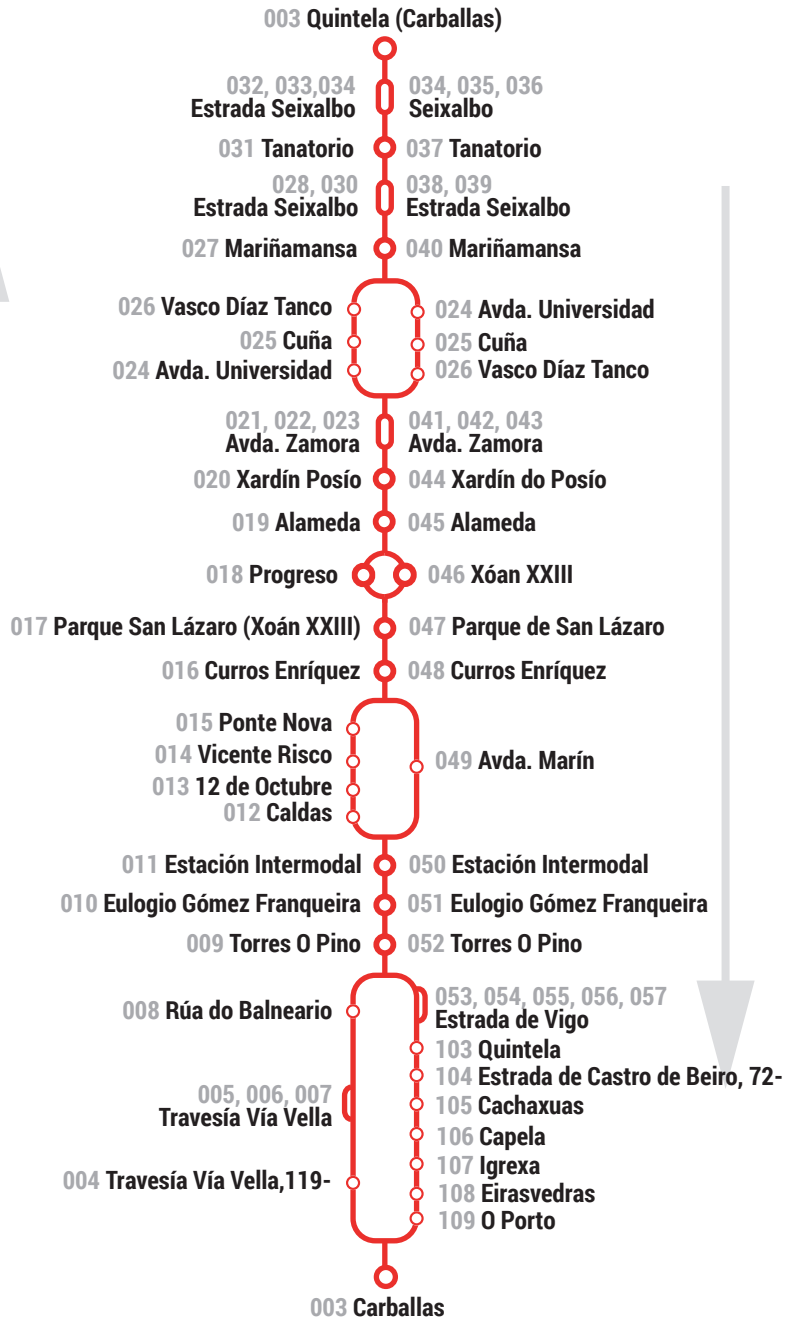 003 Quintela (Carballas)
032, 033,034
Estrada Seixalbo
034, 035, 036
Seixalbo
031 Tanatorio
037 Tanatorio
028, 030
Estrada Seixalbo
038, 039
Estrada Seixalbo
027 Mariñamansa
040 Mariñamansa
026 Vasco Díaz Tanco
025 Cuña
024 Avda. Universidad
024 Avda. Universidad
025 Cuña
026 Vasco Díaz Tanco
021, 022, 023
Avda. Zamora
041, 042, 043
Avda. Zamora
020 Xardín Posío
044 Xardín do Posío
019 Alameda
045 Alameda
018 Progreso
046 Xóan XXIII
017 Parque San Lázaro (Xoán XXIII)
047 Parque de San Lázaro
016 Curros Enríquez
048 Curros Enríquez
015 Ponte Nova
014 Vicente Risco
013 12 de Octubre
012 Caldas
049 Avda. Marín
011 Estación Intermodal
050 Estación Intermodal
010 Eulogio Gómez Franqueira
051 Eulogio Gómez Franqueira
009 Torres O Pino
052 Torres O Pino
008 Rúa do Balneario
005, 006, 007
Travesía Vía Vella
004 Travesía Vía Vella,119-
053, 054, 055, 056, 057
Estrada de Vigo
103 Quintela
104 Estrada de Castro de Beiro, 72-
105 Cachaxuas
106 Capela
107 Igrexa
108 Eirasvedras
109 O Porto
003 Carballas